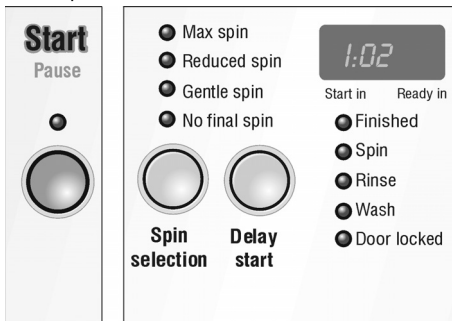 Start
Pause
Max spin
Reduced spin
Gentle spin
No final spin
Spin
selection
Delay
start
1:02
Start in Ready in
Finished
Spin
Rinse
Wash
Door locked